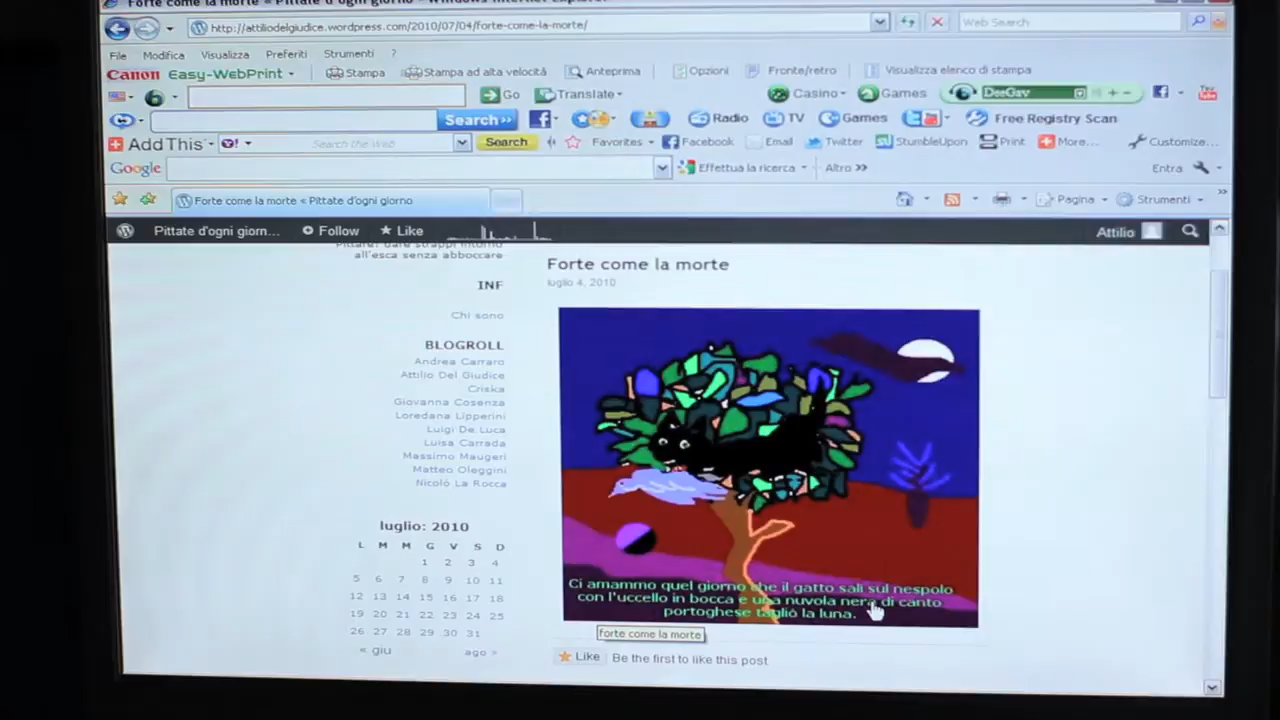 Forte come la morte « Pittate d'ogni giorno - Windows Internet Explorer
http://attiliodelgiudice.wordpress.com/2010/07/04/forte-come-la-morte/
Web Search
File Modifica Visualizza Preferiti Strumenti ?
Canon Easy-WebPrint Stampa Stampa ad alta velocità Anteprima Opzioni Fronte/retro Visualizza elenco di stampa
Go Translate Casino Games DeeGay You Tube
Search Radio TV Games Free Registry Scan
AddThis Y! Search the Web Search Favorites Facebook Email Twitter StumbleUpon Print More... Customize...
Google Effettua la ricerca Altro >> Entra
Forte come la morte « Pittate d'ogni giorno Pagina Strumenti
Pittate d'ogni giorn... Follow Like Attilio
Pittare: dare strappi intorno
all'esca senza abboccare
INF
Chi sono
BLOGROLL
Andrea Carraro
Attilio Del Giudice
Criska
Giovanna Cosenza
Loredana Lipperini
Luigi De Luca
Luisa Carrada
Massimo Maugeri
Matteo Oleggini
Nicolò La Rocca
luglio: 2010
L M M G V S D
1 2 3 4
5 6 7 8 9 10 11
12 13 14 15 16 17 18
19 20 21 22 23 24 25
26 27 28 29 30 31
« giu ago »
Forte come la morte
luglio 4, 2010
Ci amammo quel giorno che il gatto salì sul nespolo
con l'uccello in bocca e una nuvola nera di canto
portoghese tagliò la luna.
forte come la morte
Like Be the first to like this post